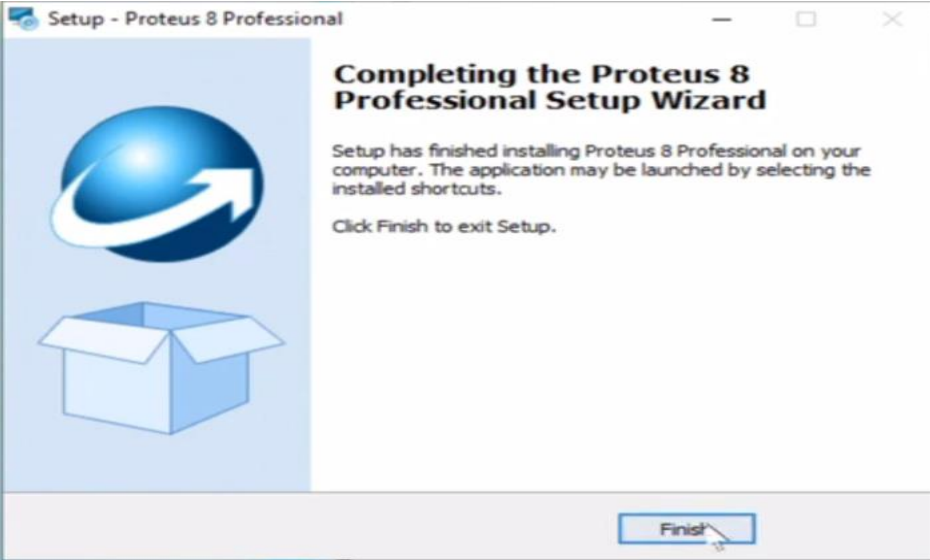 Setup - Proteus 8 Professional
Completing the Proteus 8
Professional Setup Wizard
Setup has finished installing Proteus 8 Professional on your
computer. The application may be launched by selecting the
installed shortcuts.
Click Finish to exit Setup.
Finish